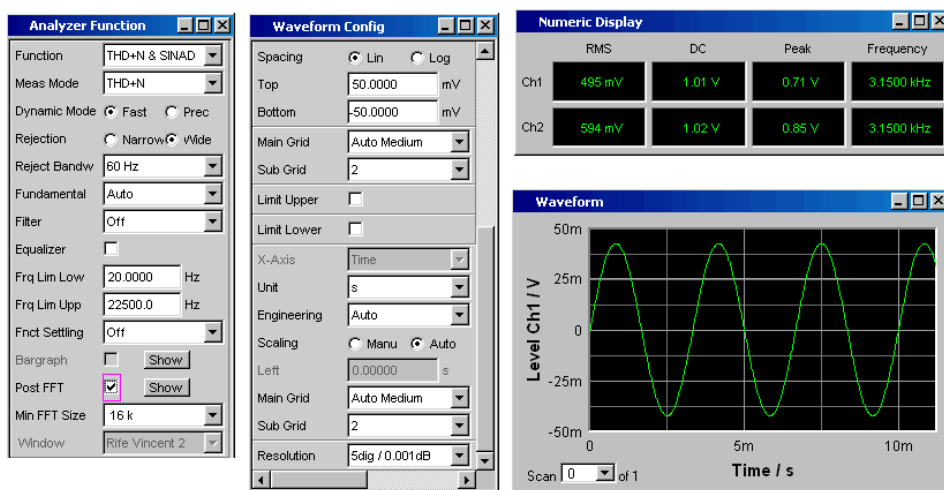 Analyzer Function
Function THD+N & SINAD
Meas Mode THD+N
Dynamic Mode Fast Prec
Rejection Narrow Wide
Reject Bandw 60 Hz
Fundamental Auto
Filter Off
Equalizer
Frq Lim Low 20.0000 Hz
Frq Lim Upp 22500.0 Hz
Fnct Settling Off
Bargraph Show
Post FFT Show
Min FFT Size 16 k
Window Rife Vincent 2
Waveform Config
Spacing Lin Log
Top 50.0000 mV
Bottom -50.0000 mV
Main Grid Auto Medium
Sub Grid 2
Limit Upper
Limit Lower
X-Axis Time
Unit s
Engineering Auto
Scaling Manu Auto
Left 0.00000 s
Main Grid Auto Medium
Sub Grid 2
Resolution 5dig / 0.001dB
Numeric Display
RMS DC Peak Frequency
Ch1 495 mV 1.01 V 0.71 V 3.1500 kHz
Ch2 594 mV 1.02 V 0.85 V 3.1500 kHz
Waveform
Level Ch1 / V
50m
25m
0
-25m
-50m
0 5m 10m
Time / s
Scan 0 of 1